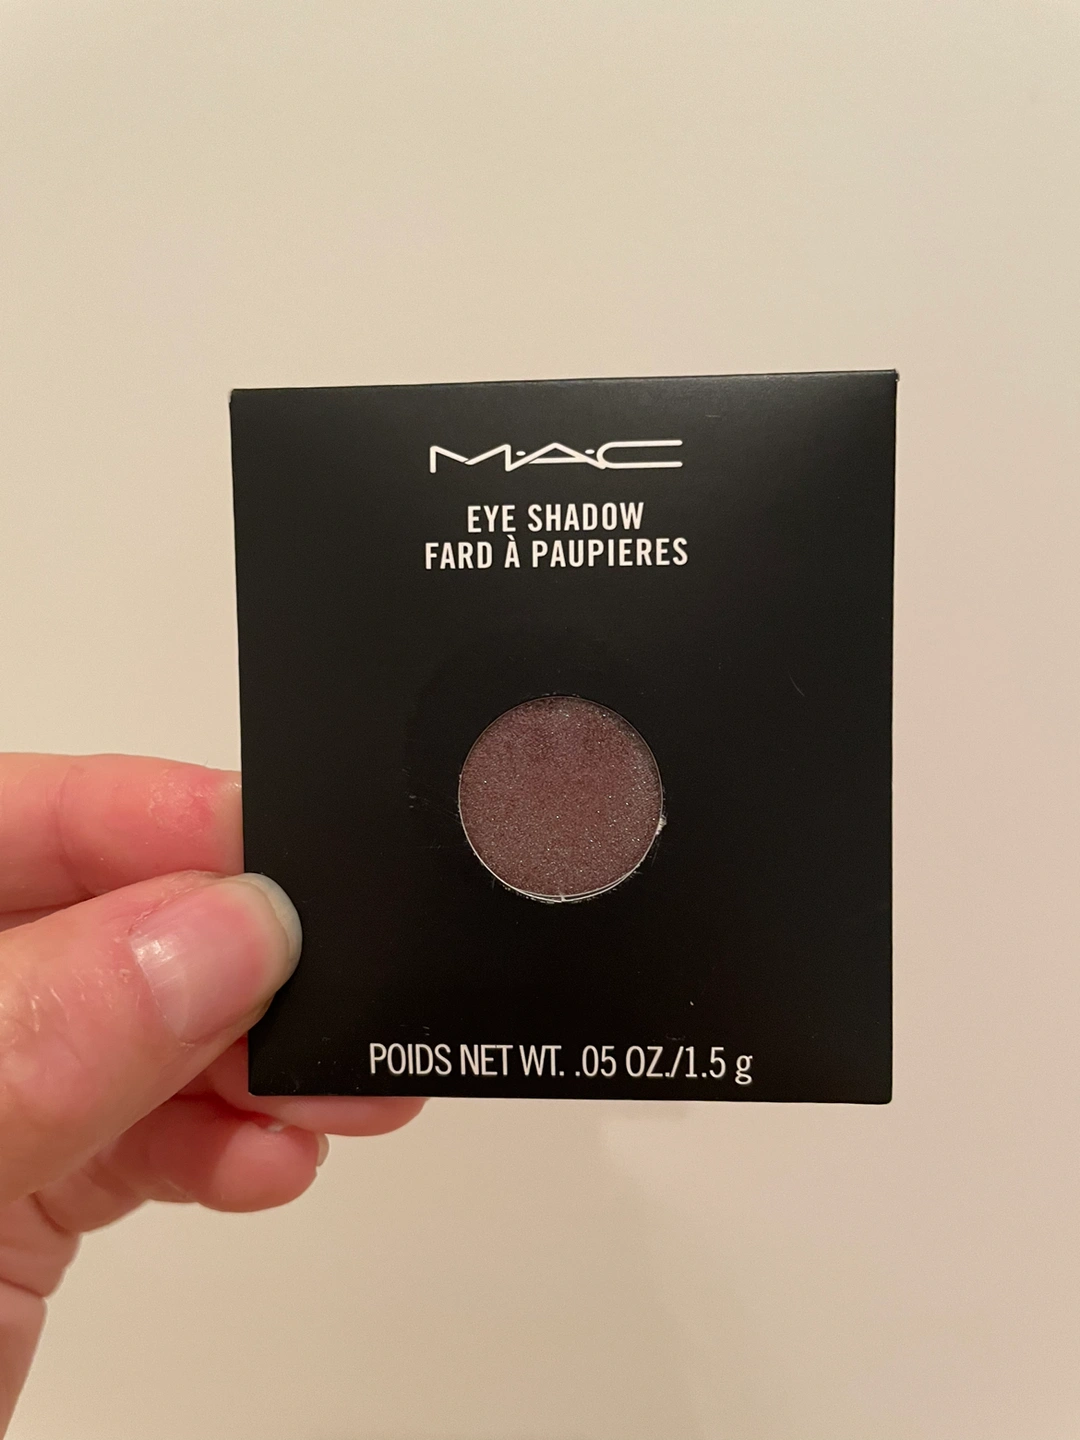 M·A·C
EYE SHADOW
FARD À PAUPIERES
POIDS NET WT. .05 OZ./1.5 g